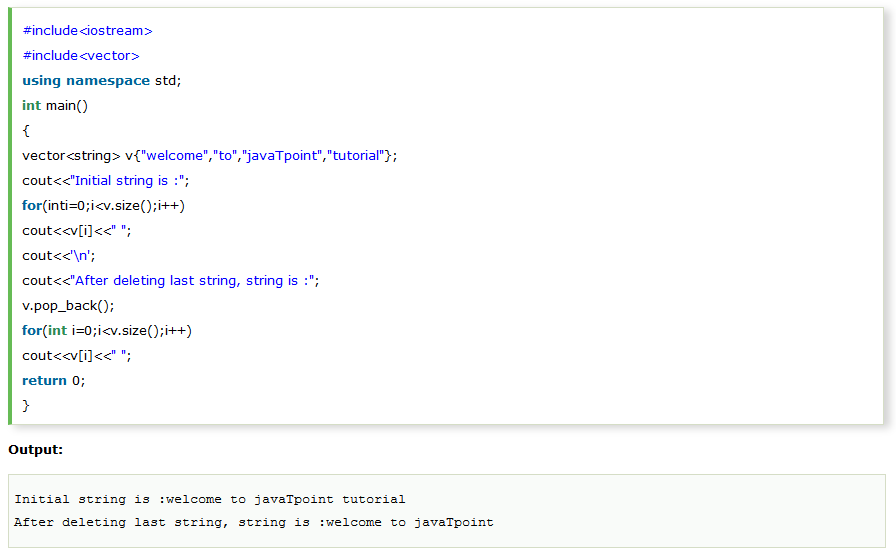 #include<iostream>
#include<vector>
using namespace std;
int main()
{
vector<string> v{"welcome","to","javaTpoint","tutorial"};
cout<<"Initial string is :";
for(inti=0;i<v.size();i++)
cout<<v[i]<<" ";
cout<<'\n';
cout<<"After deleting last string, string is :";
v.pop_back();
for(int i=0;i<v.size();i++)
cout<<v[i]<<" ";
return 0;
}
Output:
Initial string is :welcome to javaTpoint tutorial
After deleting last string, string is :welcome to javaTpoint